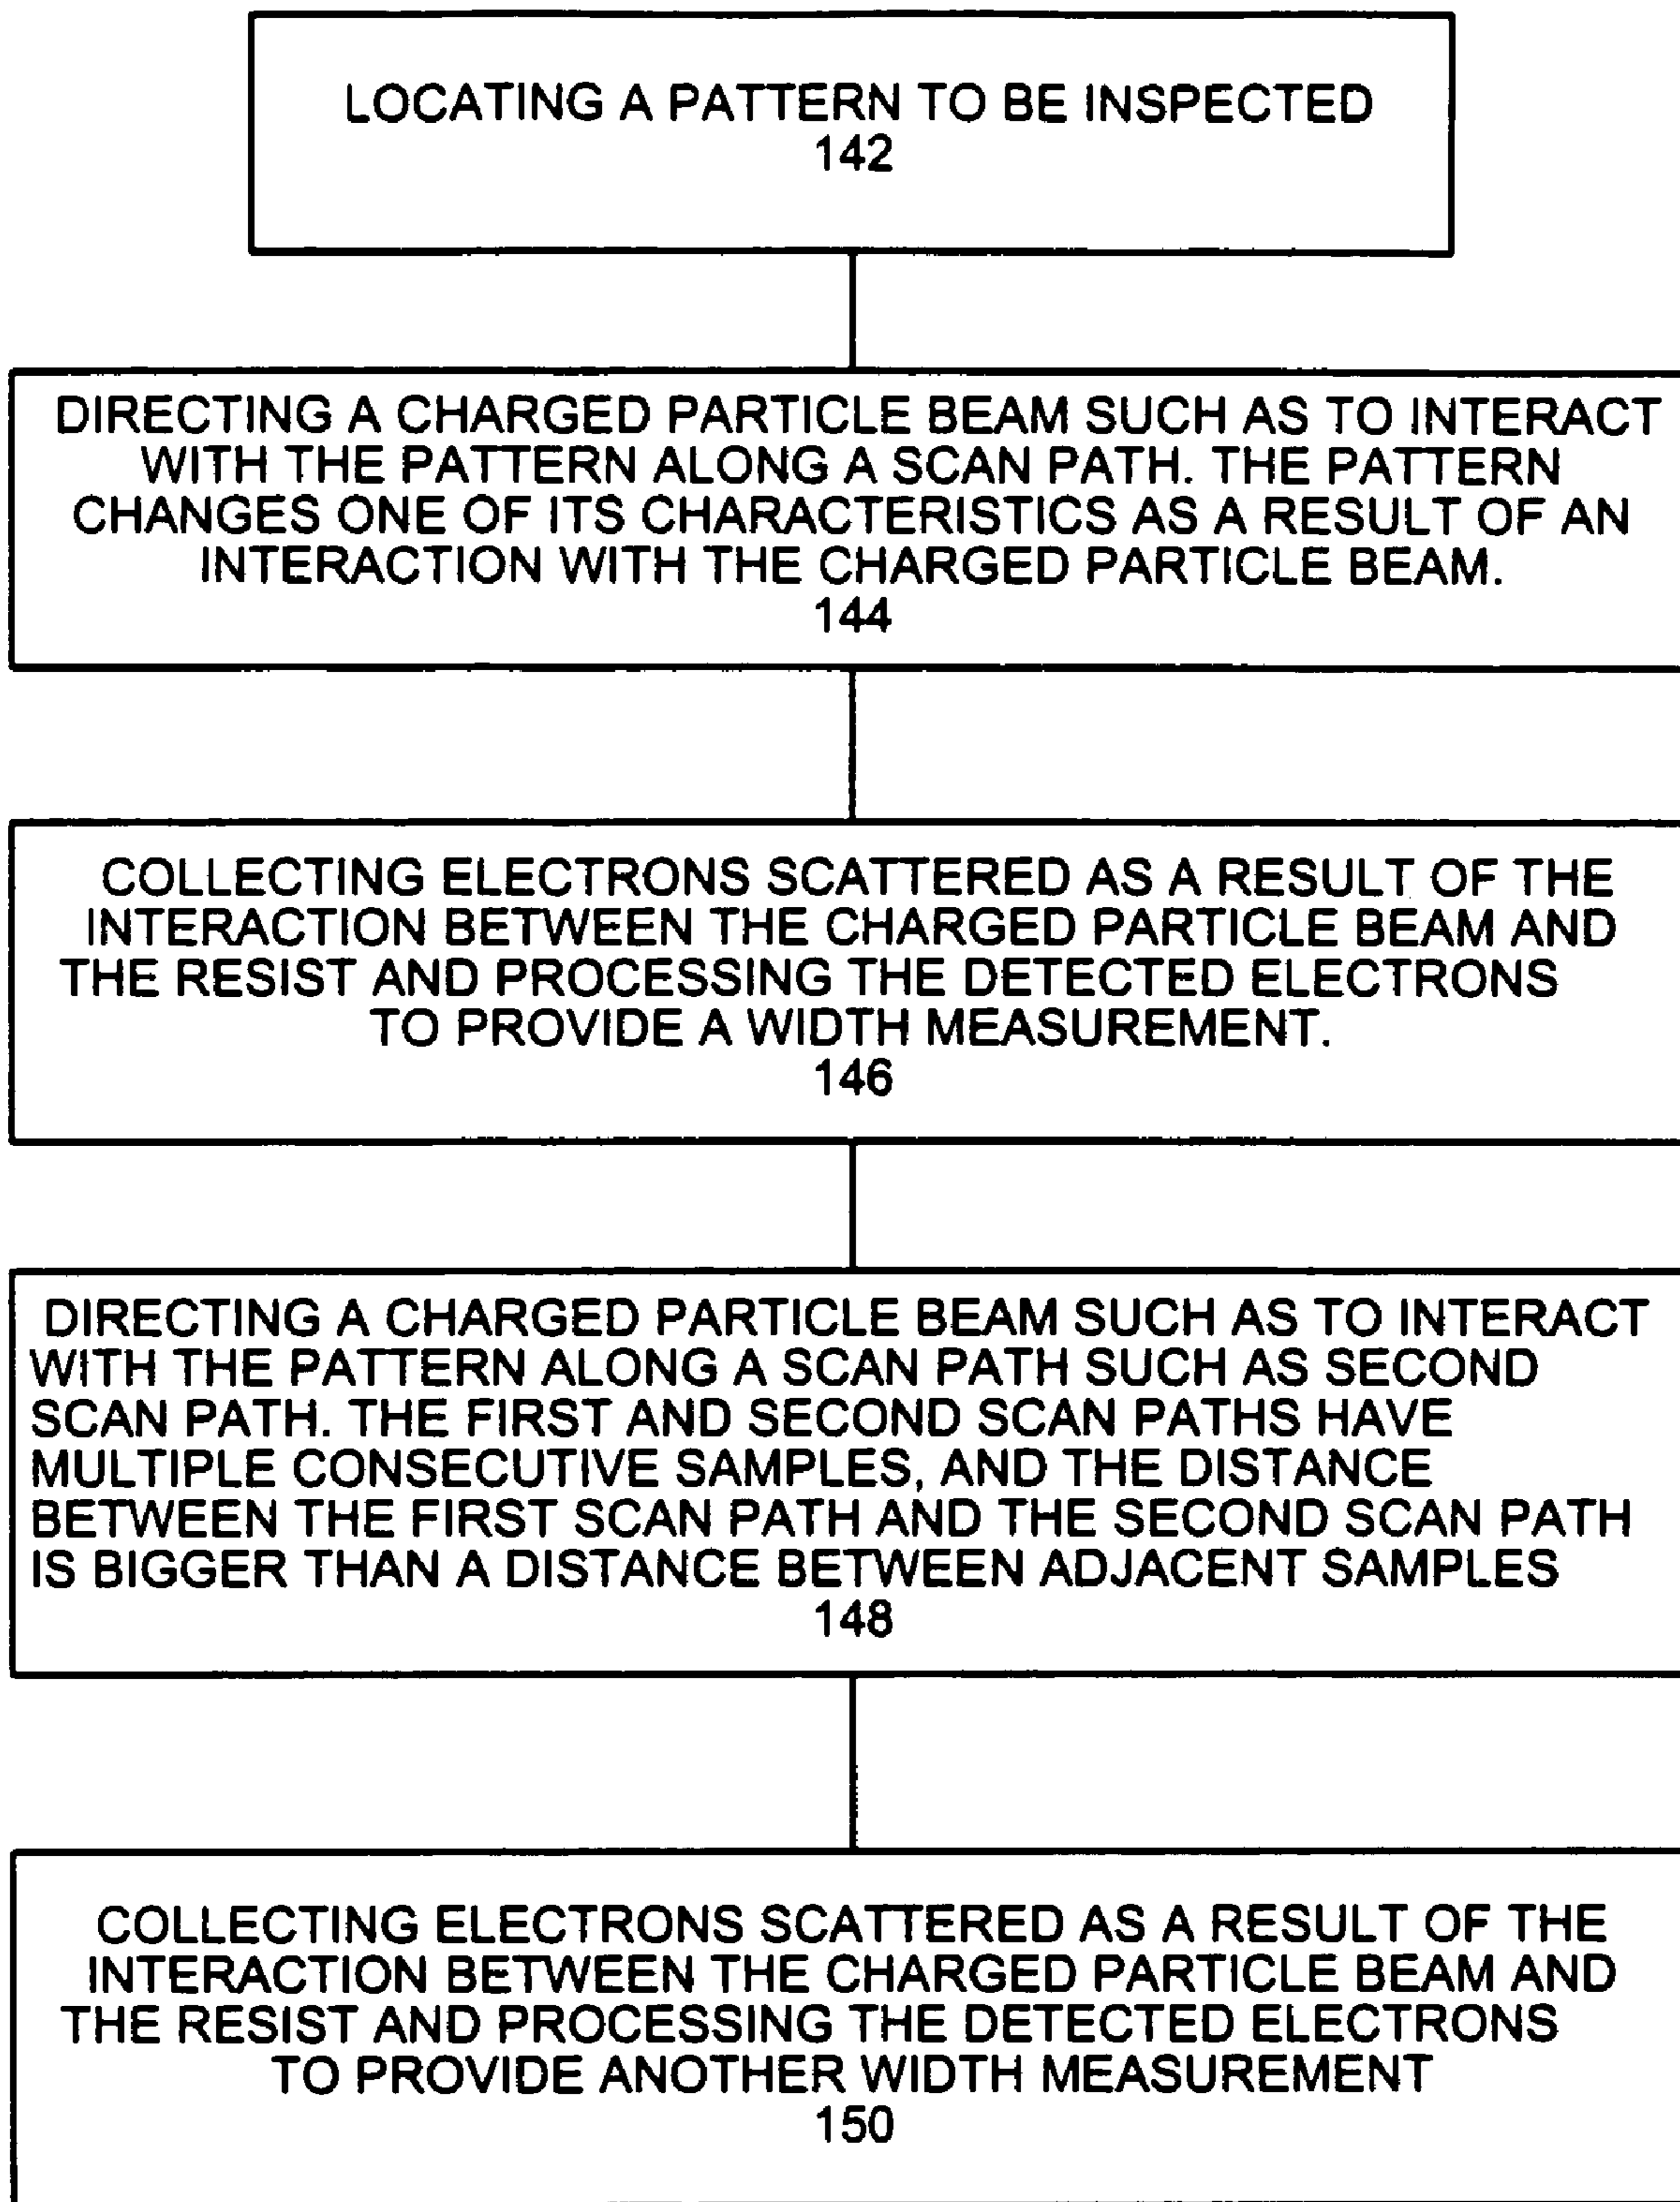 LOCATING A PATTERN TO BE INSPECTED
142
DIRECTING A CHARGED PARTICLE BEAM SUCH AS TO INTERACT
WITH THE PATTERN ALONG A SCAN PATH. THE PATTERN
CHANGES ONE OF ITS CHARACTERISTICS AS A RESULT OF AN
INTERACTION WITH THE CHARGED PARTICLE BEAM.
144
COLLECTING ELECTRONS SCATTERED AS A RESULT OF THE
INTERACTION BETWEEN THE CHARGED PARTICLE BEAM AND
THE RESIST AND PROCESSING THE DETECTED ELECTRONS
TO PROVIDE A WIDTH MEASUREMENT.
146
DIRECTING A CHARGED PARTICLE BEAM SUCH AS TO INTERACT
WITH THE PATTERN ALONG A SCAN PATH SUCH AS SECOND
SCAN PATH. THE FIRST AND SECOND SCAN PATHS HAVE
MULTIPLE CONSECUTIVE SAMPLES, AND THE DISTANCE
BETWEEN THE FIRST SCAN PATH AND THE SECOND SCAN PATH
IS BIGGER THAN A DISTANCE BETWEEN ADJACENT SAMPLES
148
COLLECTING ELECTRONS SCATTERED AS A RESULT OF THE
INTERACTION BETWEEN THE CHARGED PARTICLE BEAM AND
THE RESIST AND PROCESSING THE DETECTED ELECTRONS
TO PROVIDE ANOTHER WIDTH MEASUREMENT
150